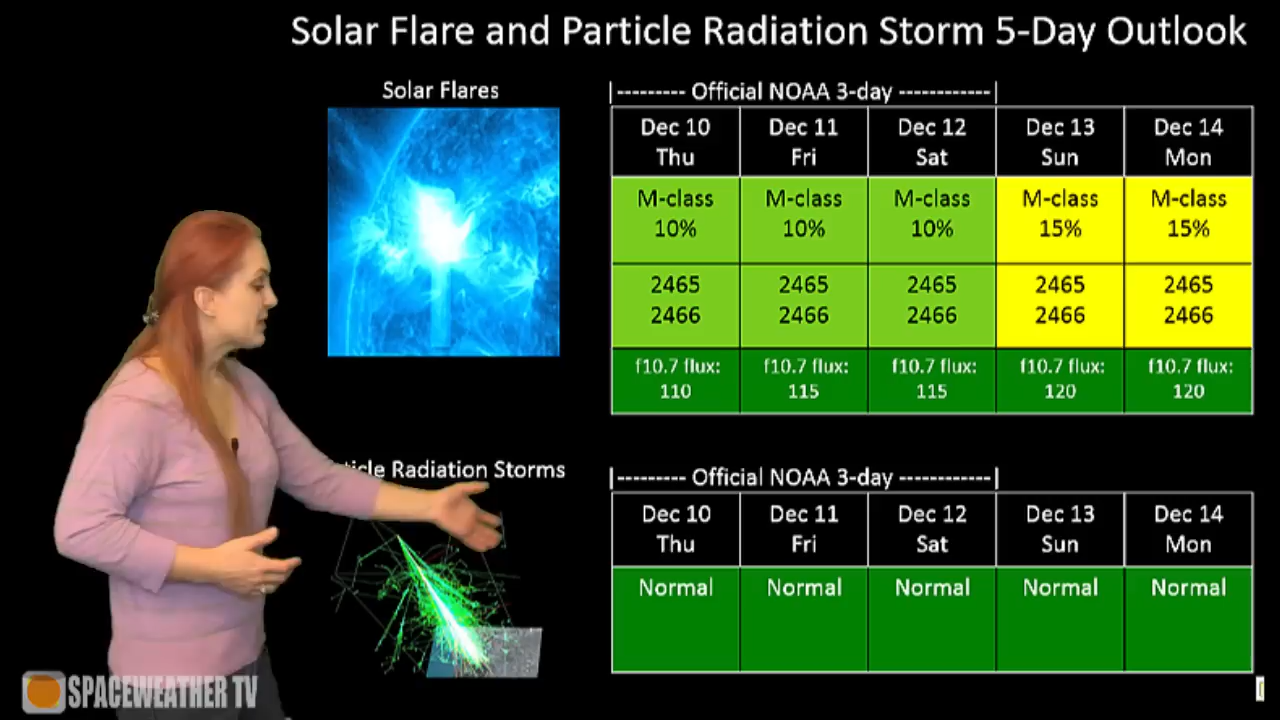 Solar Flare and Particle Radiation Storm 5-Day Outlook
Solar Flares
|--------- Official NOAA 3-day ------------|
Dec 10 Dec 11 Dec 12 Dec 13 Dec 14
Thu Fri Sat Sun Mon
M-class M-class M-class M-class M-class
10% 10% 10% 15% 15%
2465 2465 2465 2465 2465
2466 2466 2466 2466 2466
f10.7 flux: f10.7 flux: f10.7 flux: f10.7 flux: f10.7 flux:
110 115 115 120 120
ticle Radiation Storms
|--------- Official NOAA 3-day ------------|
Dec 10 Dec 11 Dec 12 Dec 13 Dec 14
Thu Fri Sat Sun Mon
Normal Normal Normal Normal Normal
SPACEWEATHER TV